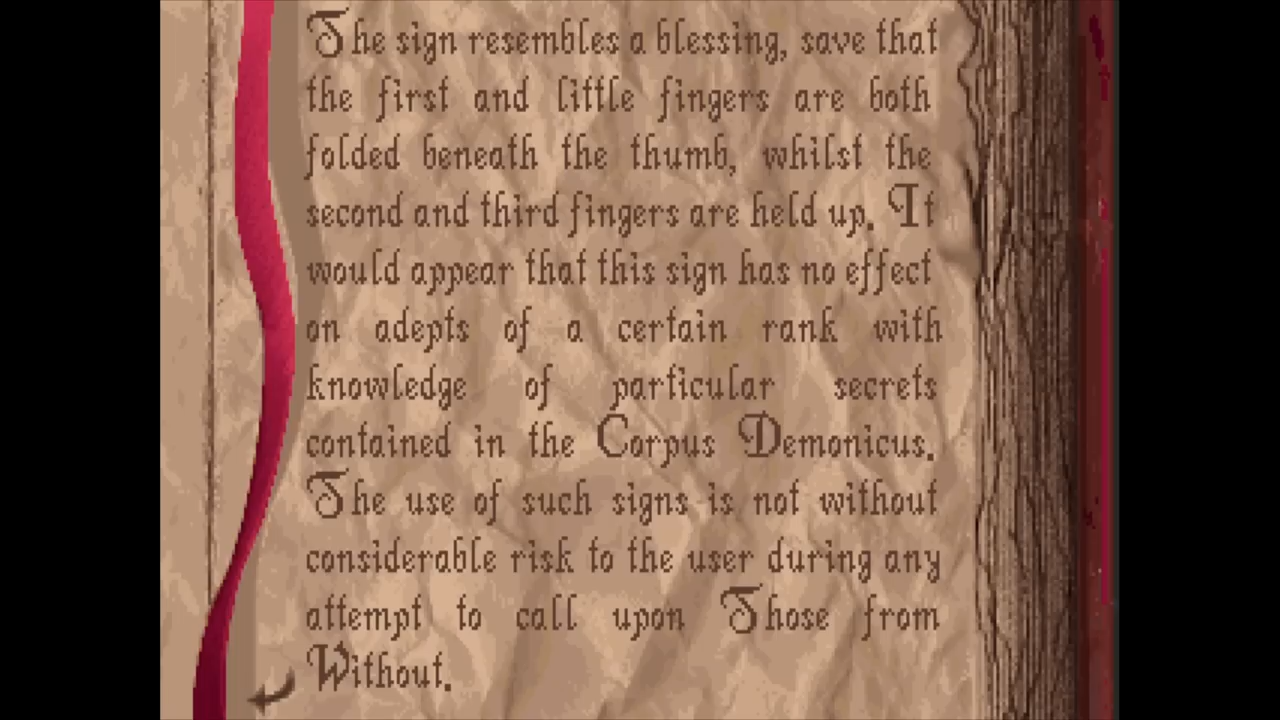 The sign resembles a blessing, save that
the first and little fingers are both
folded beneath the thumb, whilst the
second and third fingers are held up. It
would appear that this sign has no effect
on adepts of a certain rank with
knowledge of particular secrets
contained in the Corpus Demonicus.
The use of such signs is not without
considerable risk to the user during any
attempt to call upon Those from
Without.